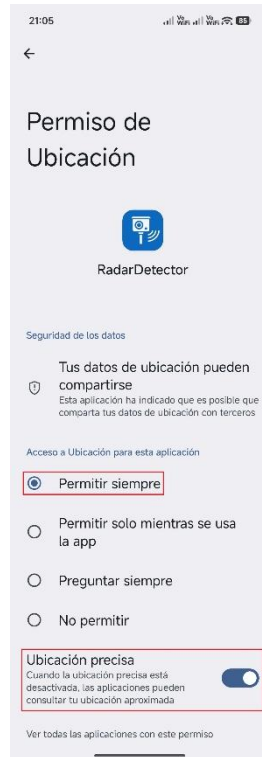 21:05
Permiso de
Ubicación
RadarDetector
Seguridad de los datos
Tus datos de ubicación pueden
compartirse
Esta aplicación ha indicado que es posible que
comparta tus datos de ubicación con terceros
Acceso a Ubicación para esta aplicación
Permitir siempre
Permitir solo mientras se usa
la app
Preguntar siempre
No permitir
Ubicación precisa
Cuando la ubicación precisa está
desactivada, las aplicaciones pueden
consultar tu ubicación aproximada
Ver todas las aplicaciones con este permiso